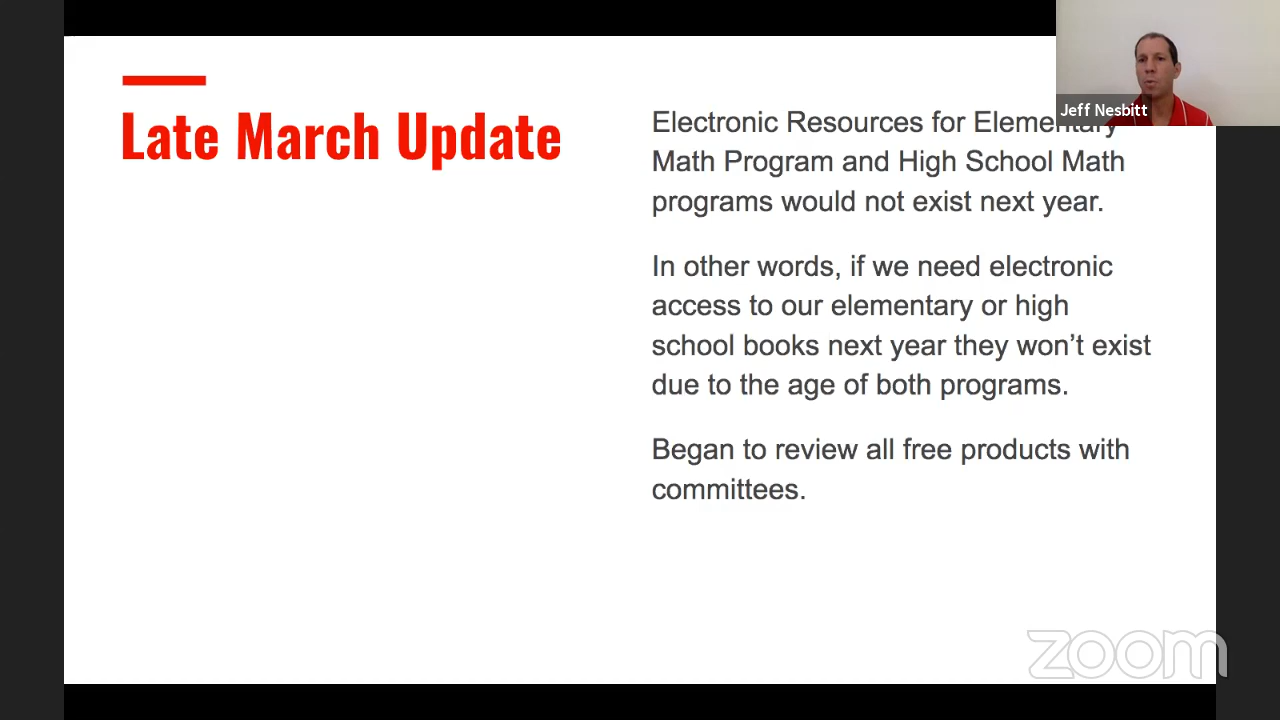 Late March Update
Electronic Resources for Elementary
Math Program and High School Math
programs would not exist next year.
In other words, if we need electronic
access to our elementary or high
school books next year they won’t exist
due to the age of both programs.
Began to review all free products with
committees.
Jeff Nesbitt
zoom